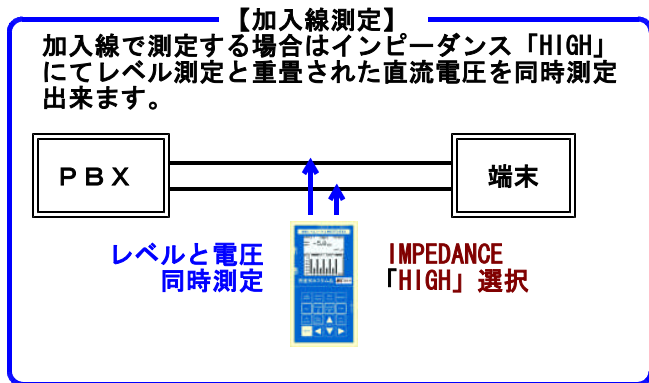 【加入線測定】
加入線で測定する場合はインピーダンス「HIGH」
にてレベル測定と重畳された直流電圧を同時測定
出来ます。
ＰＢＸ
端末
レベルと電圧
同時測定
IMPEDANCE
「HIGH」選択